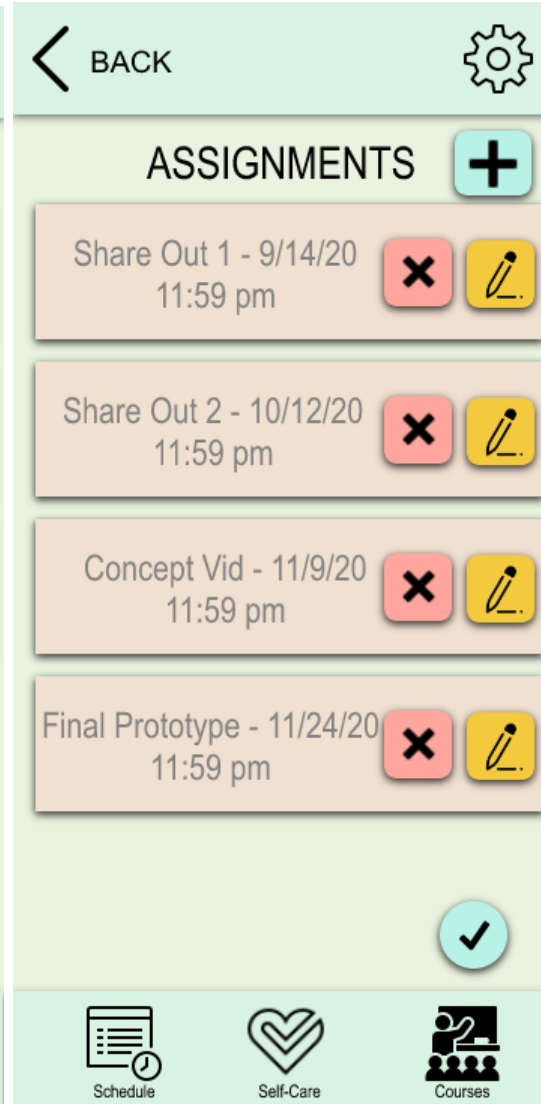 BACK
ASSIGNMENTS
Share Out 1 - 9/14/20
11:59 pm
Share Out 2 - 10/12/20
11:59 pm
Concept Vid - 11/9/20
11:59 pm
Final Prototype - 11/24/20
11:59 pm
Schedule
Self-Care
Courses